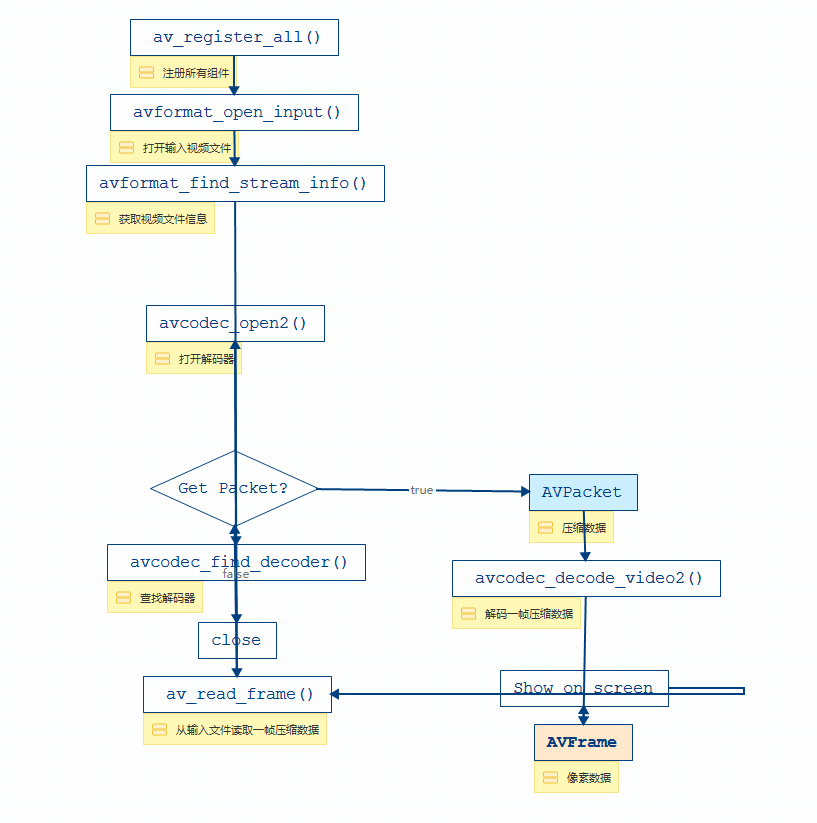 av_register_all()
注册所有组件
avformat_open_input()
打开输入视频文件
avformat_find_stream_info()
获取视频文件信息
avcodec_open2()
打开解码器
Get Packet?
true
AVPacket
压缩数据
avcodec_find_decoder()
false
查找解码器
avcodec_decode_video2()
解码一帧压缩数据
close
av_read_frame()
从输入文件读取一帧压缩数据
Show on screen
AVFrame
像素数据